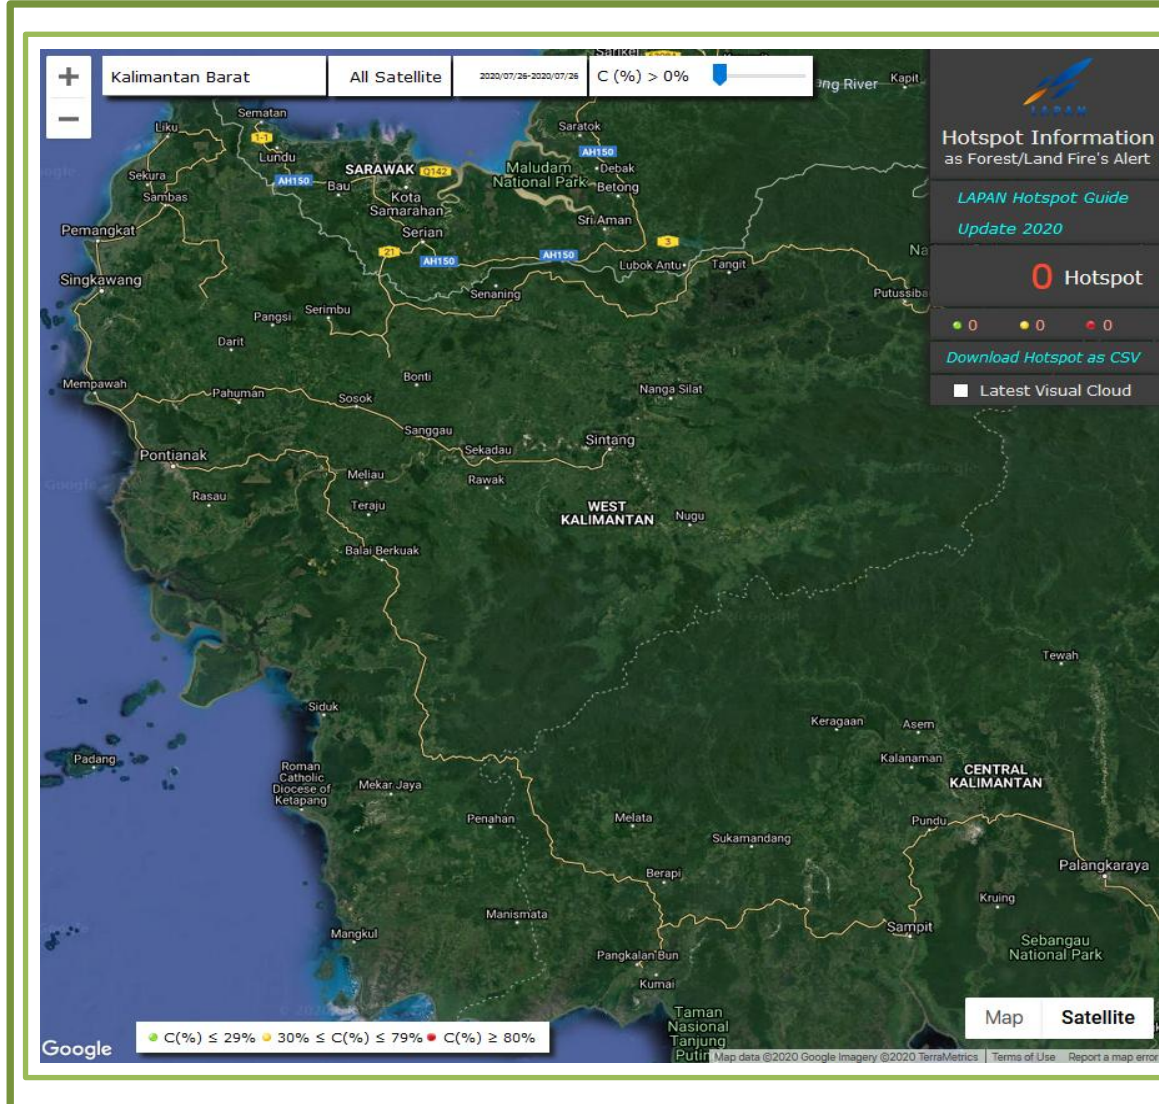 Kalimantan Barat
All Satellite
2020/07/26-2020/07/26
C (%) > 0%
LAPAN
Hotspot Information
as Forest/Land Fire's Alert
LAPAN Hotspot Guide
Update 2020
0 Hotspot
0 0 0
Download Hotspot as CSV
Latest Visual Cloud
Kapit
Sematan
Liku
1-1
Lundu
Saratok
AH150
SARAWAK
Q142
Maludam
National Park
Debak
Sekura
AH150
Bau
Betong
Sambas
Kota
Samarahan
Sri Aman
Pemangkat
Serian
21
AH150
AH150
3
Lubok Antu
Tangit
Singkawang
Senaning
Serimbu
Pangsi
Darit
Bonti
Mempawah
Pahuman
Sosok
Nanga Silat
Sanggau
Sintang
Pontianak
Sekadau
Meliau
Rawak
Rasau
Teraju
WEST
KALIMANTAN
Nugu
Balai Berkuak
Tewah
Siduk
Keragaan
Asem
Padang
Kalanaman
Roman
Catholic
Diocese of
Ketapang
Mekar Jaya
CENTRAL
KALIMANTAN
Penahan
Melata
Pundu
Sukamandang
Palangkaraya
Berapi
Kruing
Manismata
Mangkul
Sampit
Sebangau
National Park
Pangkalan Bun
Kumai
Taman
Nasional
Tanjung
Map
Satellite
C(%) ≤ 29% 30% ≤ C(%) ≤ 79% C(%) ≥ 80%
Google
Map data ©2020 Google Imagery ©2020 TerraMetrics
Terms of Use
Report a map error